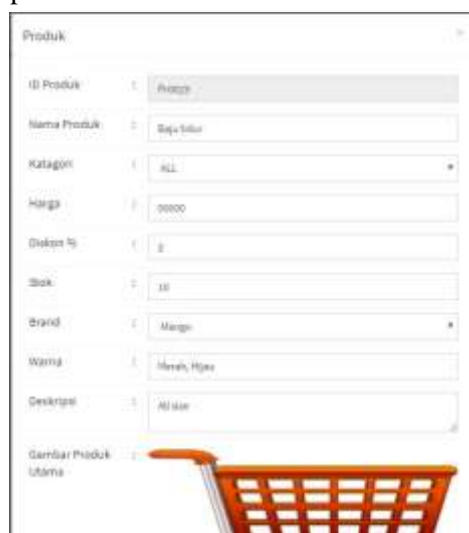 Produk
ID Produk :
Nama Produk : Baju tidur
Katagori : ALL
Harga :
Diskon % :
Stok : 10
Brand : Mango
Warna : Merah, Hijau
Deskripsi : All size
Gambar Produk :
Utama